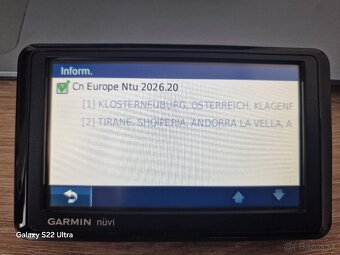 Inform.
Cn Europe Ntu 2026.20
[1] KLOSTERNEUBURG, ÖSTERREICH, KLAGENF
[2] TIRANE, SHQIPERIA, ANDORRA LA VELLA, A
GARMIN nüvi
Galaxy S22 Ultra